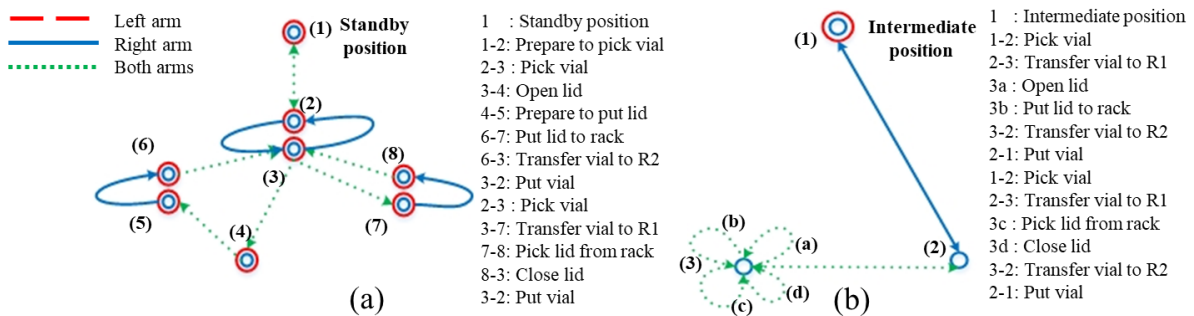 Left arm
Right arm
Both arms
(1)
Standby
position
(2)
(3)
(4)
(5)
(6)
(7)
(8)
(a)
1 : Standby position
1-2: Prepare to pick vial
2-3 : Pick vial
3-4: Open lid
4-5: Prepare to put lid
6-7: Put lid to rack
6-3: Transfer vial to R2
3-2: Put vial
2-3 : Pick vial
3-7: Transfer vial to R1
7-8: Pick lid from rack
8-3: Close lid
3-2: Put vial
(1)
Intermediate
position
(2)
(3)
(a)
(b)
(c)
(d)
(b)
1 : Intermediate position
1-2: Pick vial
2-3: Transfer vial to R1
3a : Open lid
3b : Put lid to rack
3-2: Transfer vial to R2
2-1: Put vial
1-2: Pick vial
2-3: Transfer vial to R1
3c : Pick lid from rack
3d : Close lid
3-2: Transfer vial to R2
2-1: Put vial